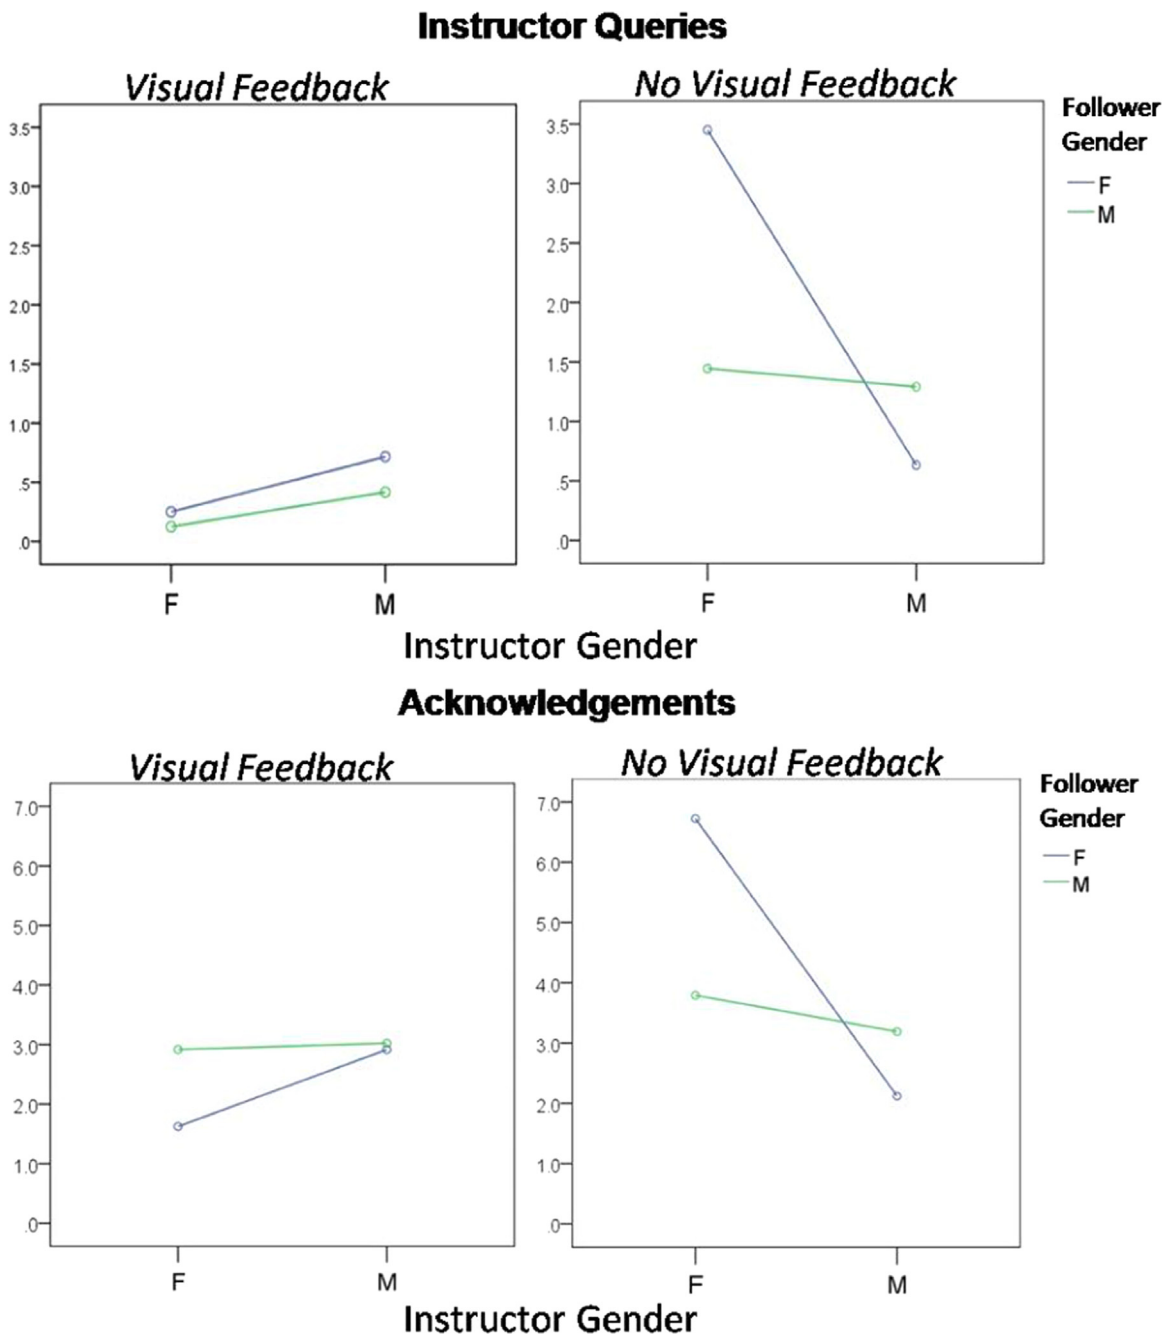 Instructor Queries
Visual Feedback
No Visual Feedback
Follower
Gender
F
M
3.5
3.0
2.5
2.0
1.5
1.0
.5
.0
F M
3.5
3.0
2.5
2.0
1.5
1.0
.5
.0
F M
Instructor Gender
Acknowledgements
Visual Feedback
No Visual Feedback
Follower
Gender
F
M
7.0
6.0
5.0
4.0
3.0
2.0
1.0
.0
F M
7.0
6.0
5.0
4.0
3.0
2.0
1.0
.0
F M
Instructor Gender